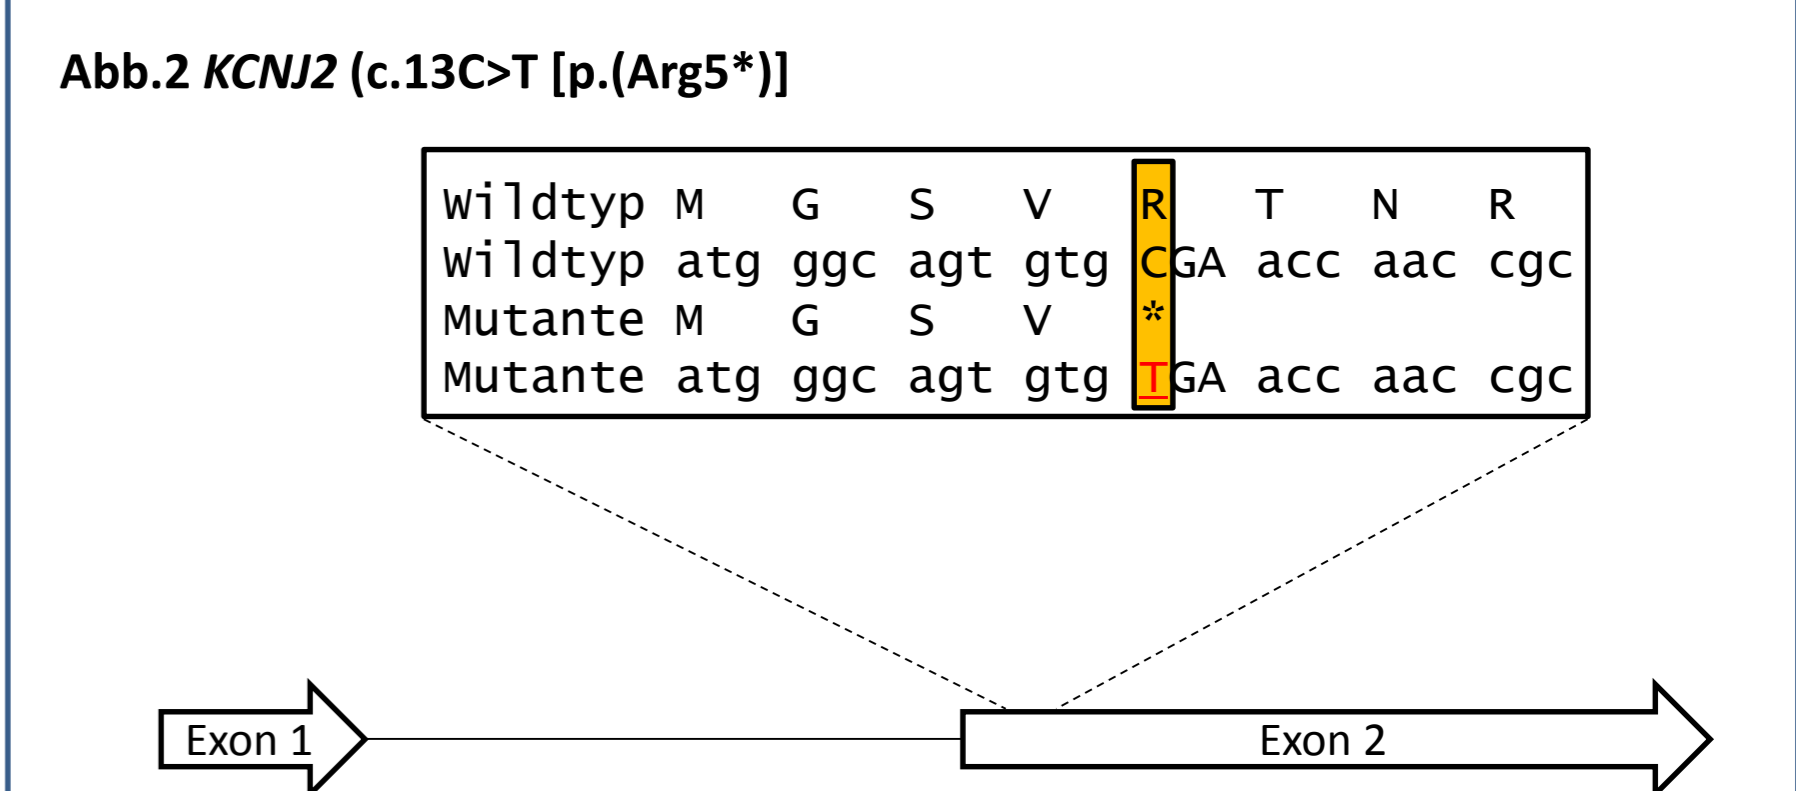 Abb.2 KCNJ2 (c.13C>T [p.(Arg5*)]
Wildtyp M G S V R T N R
Wildtyp atg ggc agt gtg CGA acc aac cgc
Mutante M G S V *
Mutante atg ggc agt gtg TGA acc aac cgc
Exon 1 Exon 2